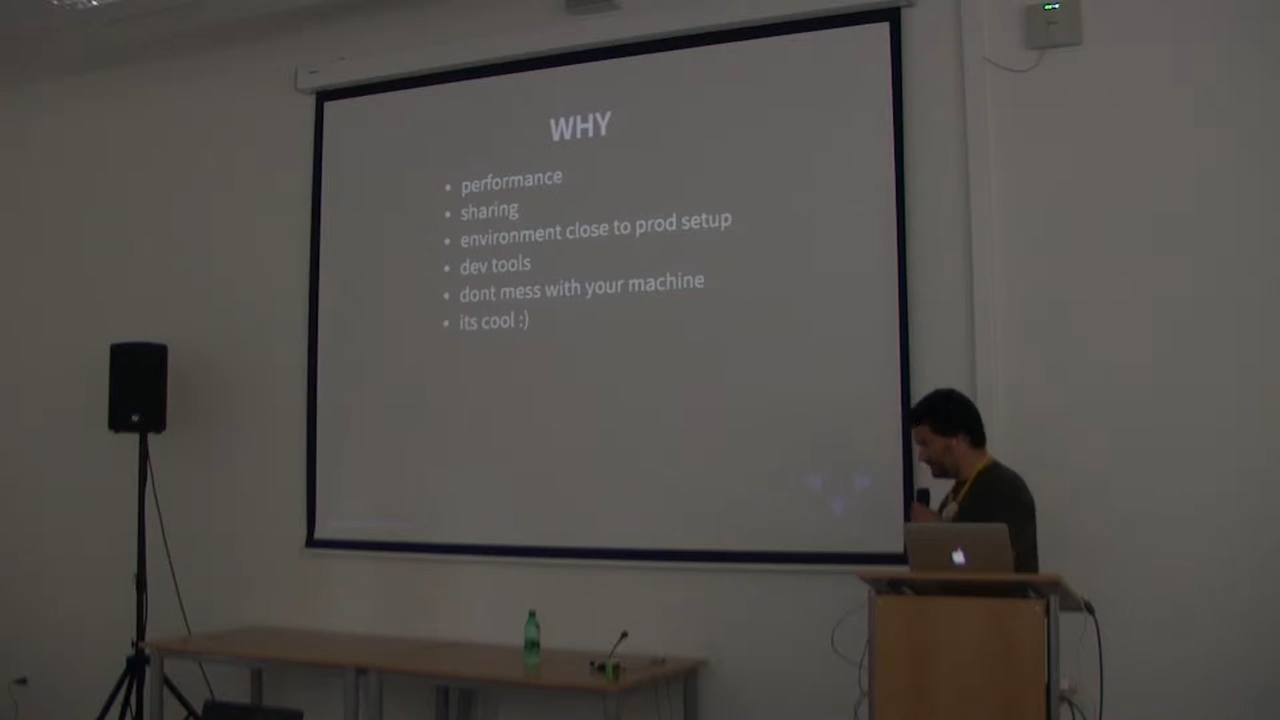 WHY
• performance
• sharing
• environment close to prod setup
• dev tools
• dont mess with your machine
• its cool :)